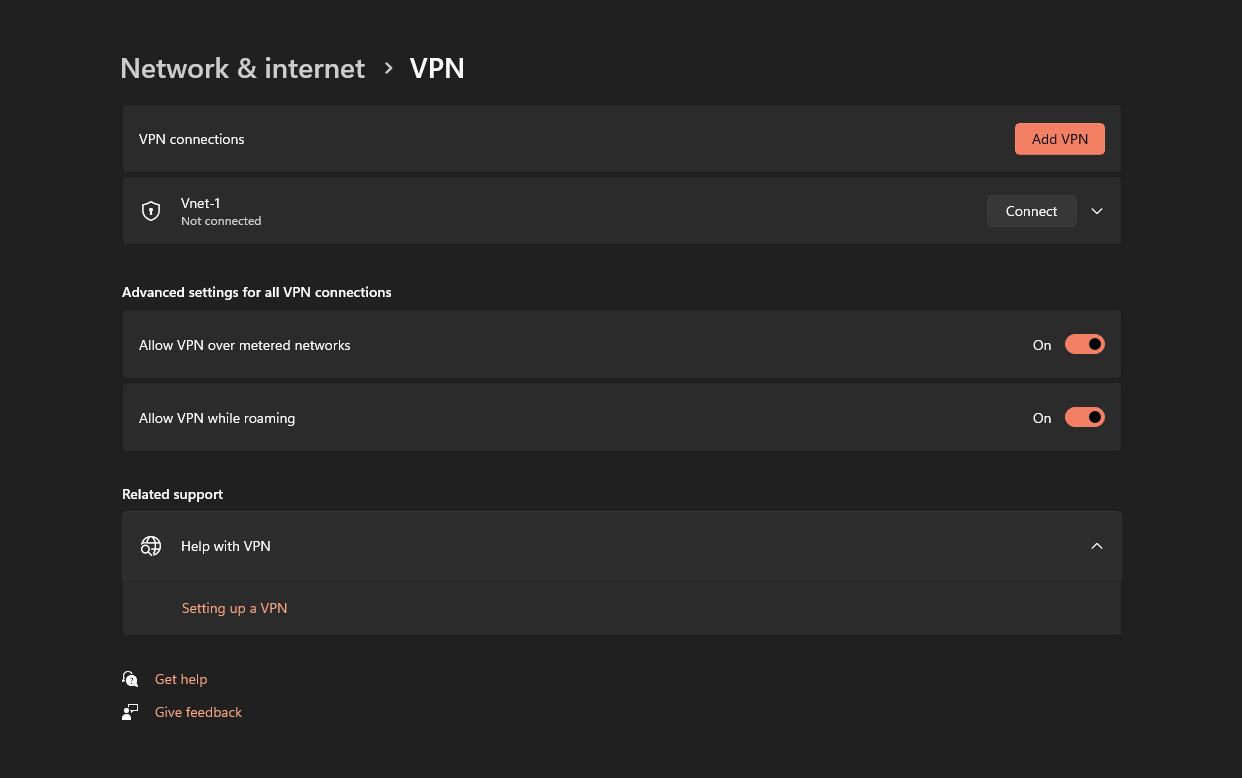 Network & internet > VPN
VPN connections
Add VPN
Vnet-1
Not connected
Connect
Advanced settings for all VPN connections
Allow VPN over metered networks
On
Allow VPN while roaming
On
Related support
Help with VPN
Setting up a VPN
Get help
Give feedback